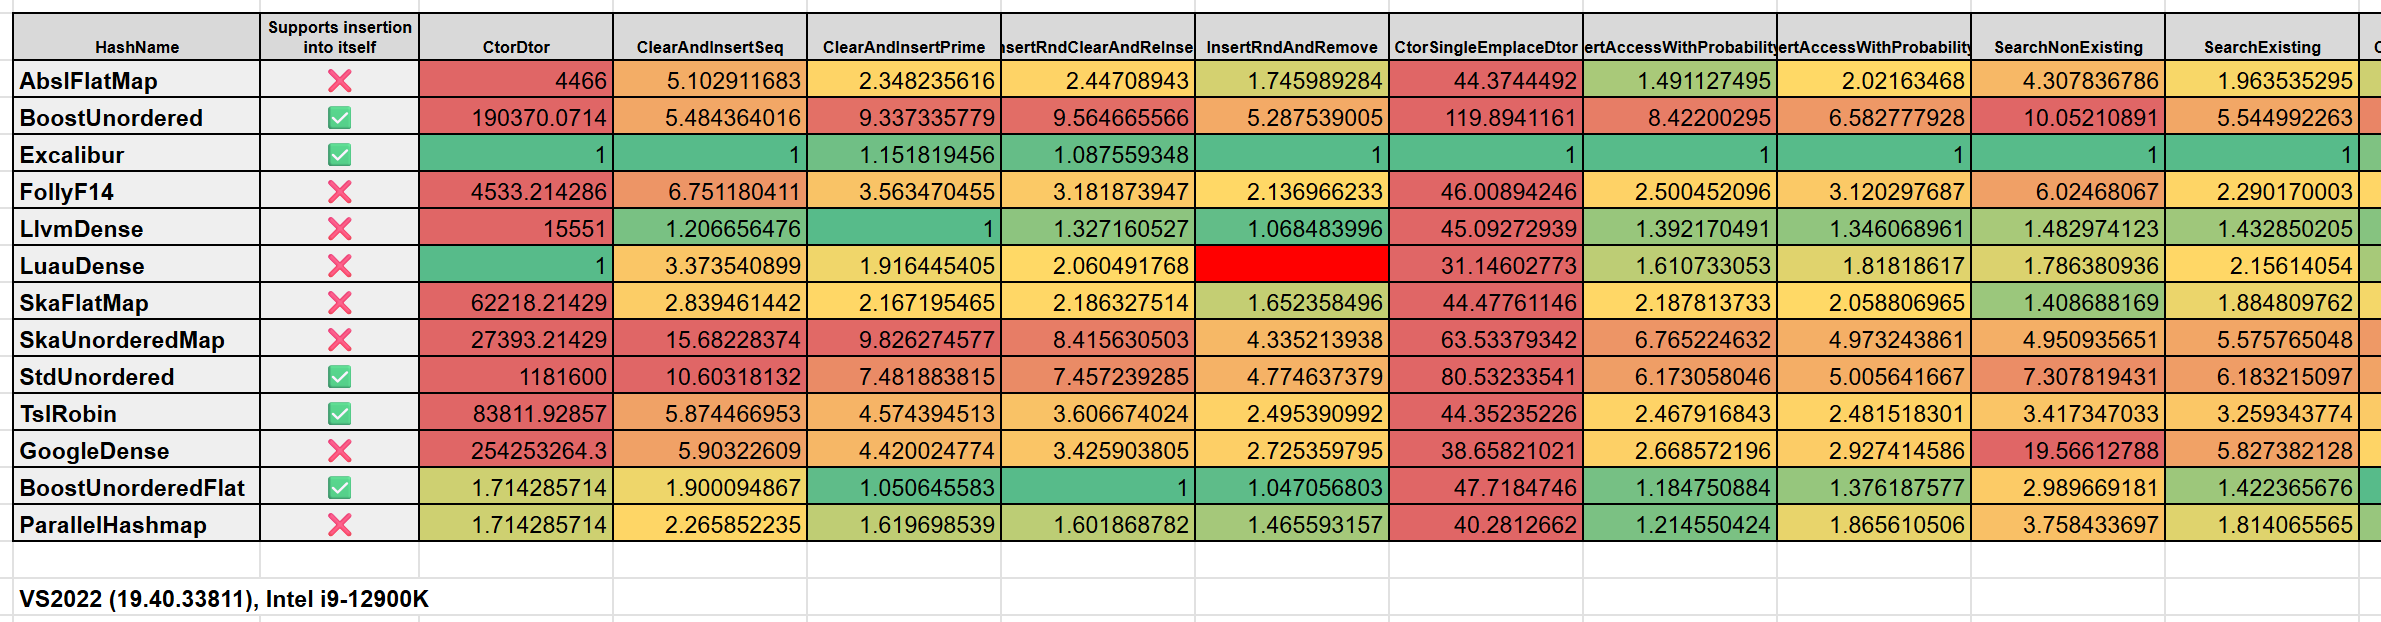 HashName Supports insertion into itself CtorDtor ClearAndInsertSeq ClearAndInsertPrime nsertRndClearAndReInse InsertRndAndRemove CtorSingleEmplaceDtor ertAccessWithProbability ertAccessWithProbability SearchNonExisting SearchExisting
AbslFlatMap ❌ 4466 5.102911683 2.348235616 2.44708943 1.745989284 44.3744492 1.491127495 2.02163468 4.307836786 1.963535295
BoostUnordered ✅ 190370.0714 5.484364016 9.337335779 9.564665566 5.287539005 119.8941161 8.42200295 6.582777928 10.05210891 5.544992263
Excalibur ✅ 1 1 1.151819456 1.087559348 1 1 1 1 1 1
FollyF14 ❌ 4533.214286 6.751180411 3.563470455 3.181873947 2.136966233 46.00894246 2.500452096 3.120297687 6.02468067 2.290170003
LlvmDense ❌ 15551 1.206656476 1 1.327160527 1.068483996 45.09272939 1.392170491 1.346068961 1.482974123 1.432850205
LuauDense ❌ 1 3.373540899 1.916445405 2.060491768 31.14602773 1.610733053 1.81818617 1.786380936 2.15614054
SkaFlatMap ❌ 62218.21429 2.839461442 2.167195465 2.186327514 1.652358496 44.47761146 2.187813733 2.058806965 1.408688169 1.884809762
SkaUnorderedMap ❌ 27393.21429 15.68228374 9.826274577 8.415630503 4.335213938 63.53379342 6.765224632 4.973243861 4.950935651 5.575765048
StdUnordered ✅ 1181600 10.60318132 7.481883815 7.457239285 4.774637379 80.53233541 6.173058046 5.005641667 7.307819431 6.183215097
TslRobin ✅ 83811.92857 5.874466953 4.574394513 3.606674024 2.495390992 44.35235226 2.467916843 2.481518301 3.417347033 3.259343774
GoogleDense ❌ 254253264.3 5.90322609 4.420024774 3.425903805 2.725359795 38.65821021 2.668572196 2.927414586 19.56612788 5.827382128
BoostUnorderedFlat ✅ 1.714285714 1.900094867 1.050645583 1 1.047056803 47.7184746 1.184750884 1.376187577 2.989669181 1.422365676
ParallelHashmap ❌ 1.714285714 2.265852235 1.619698539 1.601868782 1.465593157 40.2812662 1.214550424 1.865610506 3.758433697 1.814065565
VS2022 (19.40.33811), Intel i9-12900K